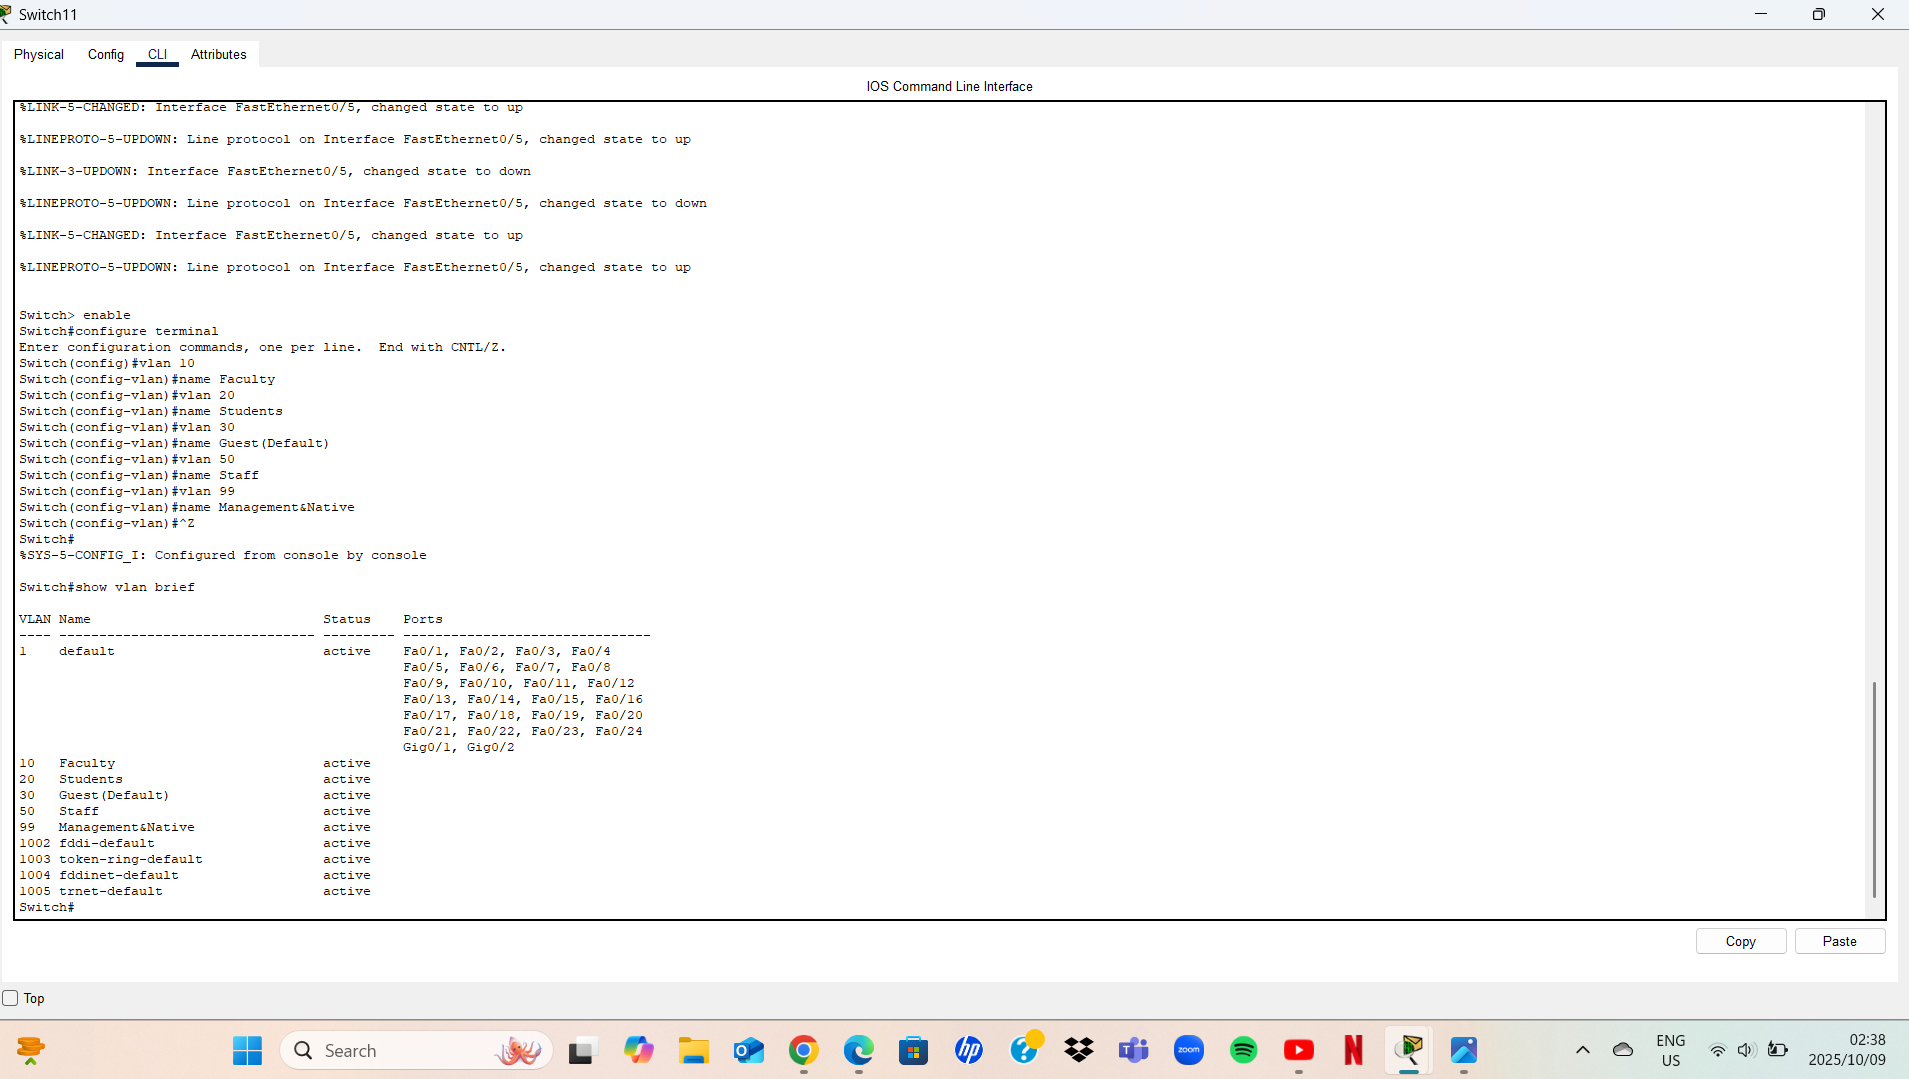 Switch11
Physical Config CLI Attributes
IOS Command Line Interface
%LINK-5-CHANGED: Interface FastEthernet0/5, changed state to up
%LINEPROTO-5-UPDOWN: Line protocol on Interface FastEthernet0/5, changed state to up
%LINK-3-UPDOWN: Interface FastEthernet0/5, changed state to down
%LINEPROTO-5-UPDOWN: Line protocol on Interface FastEthernet0/5, changed state to down
%LINK-5-CHANGED: Interface FastEthernet0/5, changed state to up
%LINEPROTO-5-UPDOWN: Line protocol on Interface FastEthernet0/5, changed state to up
Switch> enable
Switch#configure terminal
Enter configuration commands, one per line.  End with CNTL/Z.
Switch(config)#vlan 10
Switch(config-vlan)#name Faculty
Switch(config-vlan)#vlan 20
Switch(config-vlan)#name Students
Switch(config-vlan)#vlan 30
Switch(config-vlan)#name Guest(Default)
Switch(config-vlan)#vlan 50
Switch(config-vlan)#name Staff
Switch(config-vlan)#vlan 99
Switch(config-vlan)#name Management&Native
Switch(config-vlan)#^Z
Switch#
%SYS-5-CONFIG_I: Configured from console by console
Switch#show vlan brief
VLAN Name                             Status    Ports
---- -------------------------------- --------- -------------------------------
1    default                          active    Fa0/1, Fa0/2, Fa0/3, Fa0/4
Fa0/5, Fa0/6, Fa0/7, Fa0/8
Fa0/9, Fa0/10, Fa0/11, Fa0/12
Fa0/13, Fa0/14, Fa0/15, Fa0/16
Fa0/17, Fa0/18, Fa0/19, Fa0/20
Fa0/21, Fa0/22, Fa0/23, Fa0/24
Gig0/1, Gig0/2
10   Faculty                          active
20   Students                         active
30   Guest(Default)                   active
50   Staff                            active
99   Management&Native                active
1002 fddi-default                     active
1003 token-ring-default               active
1004 fddinet-default                  active
1005 trnet-default                    active
Switch#
Copy Paste
Top
Search
hp
zoom
ENG
US
02:38
2025/10/09